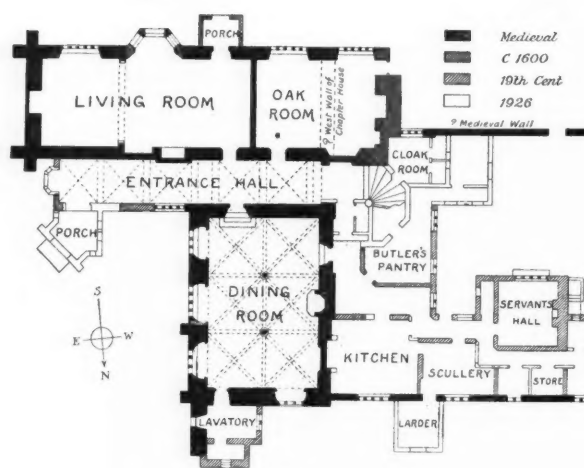 PORCH
Medieval
C 1600
19th Cent
1926
? Medieval Wall
LIVING ROOM
OAK
ROOM
? West Wall of
Chapter House
CLOAK
ROOM
ENTRANCE HALL
PORCH
BUTLER'S
PANTRY
DINING
ROOM
SERVANTS
HALL
S
E
W
N
KITCHEN
SCULLERY
STORE
LAVATORY
LARDER